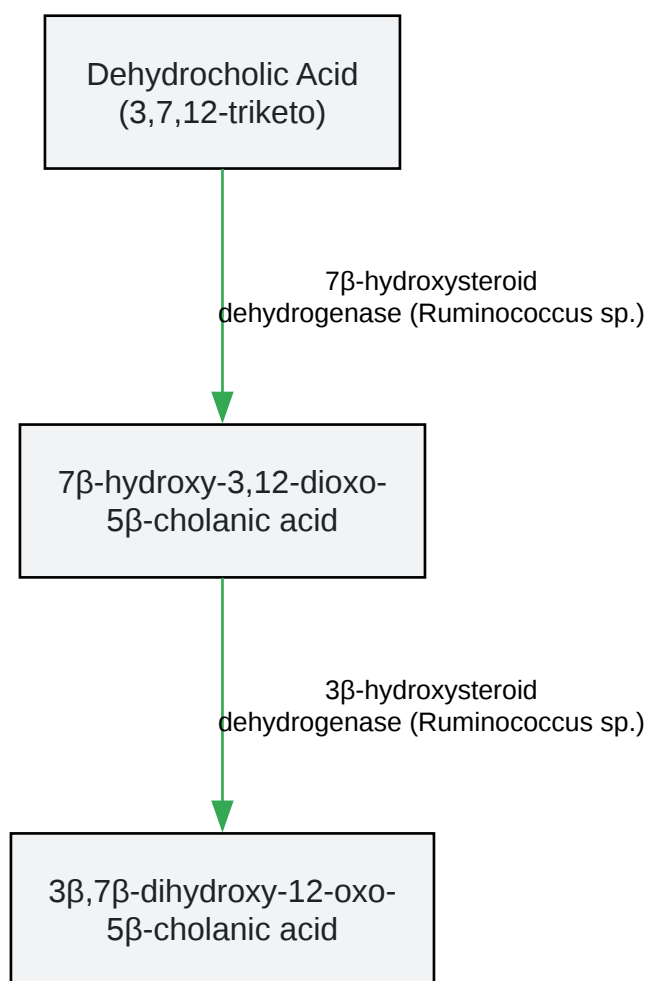 Dehydrocholic Acid
(3,7,12-triketo)
7β-hydroxysteroid
dehydrogenase (Ruminococcus sp.)
7β-hydroxy-3,12-dioxo-
5β-cholanic acid
3β-hydroxysteroid
dehydrogenase (Ruminococcus sp.)
3β,7β-dihydroxy-12-oxo-
5β-cholanic acid